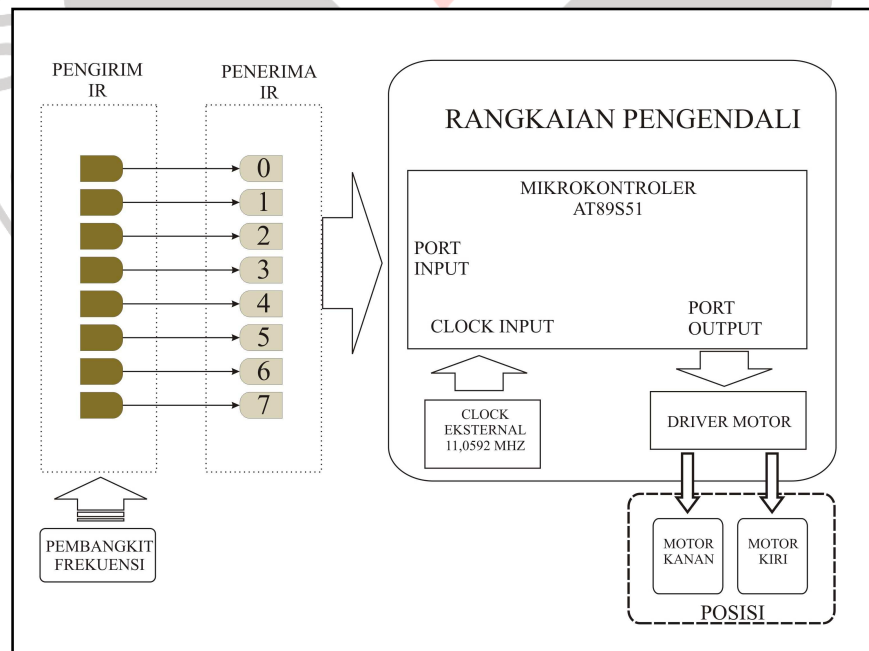 PENGIRIM
IR
PENERIMA
IR
0
1
2
3
4
5
6
7
PEMBANGKIT
FREKUENSI
RANGKAIAN PENGENDALI
MIKROKONTROLER
AT89S51
PORT
INPUT
CLOCK INPUT
PORT
OUTPUT
CLOCK
EKSTERNAL
11,0592 MHZ
DRIVER MOTOR
MOTOR
KANAN
MOTOR
KIRI
POSISI